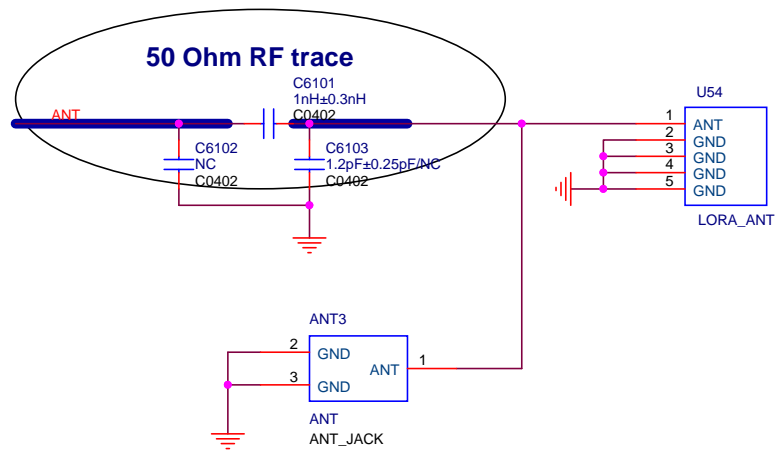 50 Ohm RF trace
C6101
1nH±0.3nH
C0402
ANT
C6102
NC
C0402
C6103
1.2pF±0.25pF/NC
C0402
U54
1 ANT
2 GND
3 GND
4 GND
5 GND
LORA_ANT
ANT3
2 GND
3 GND
ANT 1
ANT
ANT_JACK